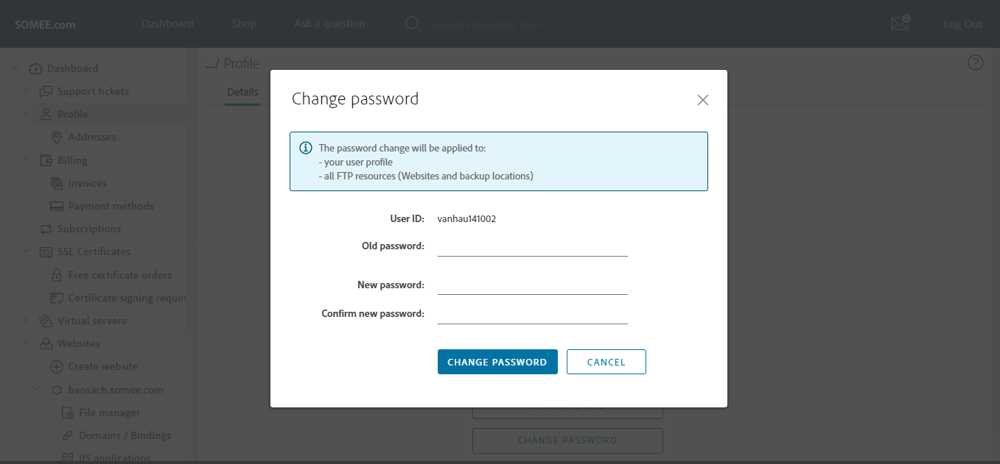 SOMEE.com
Dashboard
Shop
Ask a question
Search knowledge base...
Log Out
Dashboard
Support tickets
Profile
Addresses
Billing
Invoices
Payment methods
Subscriptions
SSL Certificates
Free certificate orders
Certificate signing reques
Virtual servers
Websites
Create website
bansach.somee.com
File manager
Domains / Bindings
IIS applications
.../ Profile
Details
Change password
The password change will be applied to:
- your user profile
- all FTP resources (Websites and backup locations)
User ID: vanhau141002
Old password:
New password:
Confirm new password:
CHANGE PASSWORD
CANCEL
CHANGE EMAIL
CHANGE PASSWORD